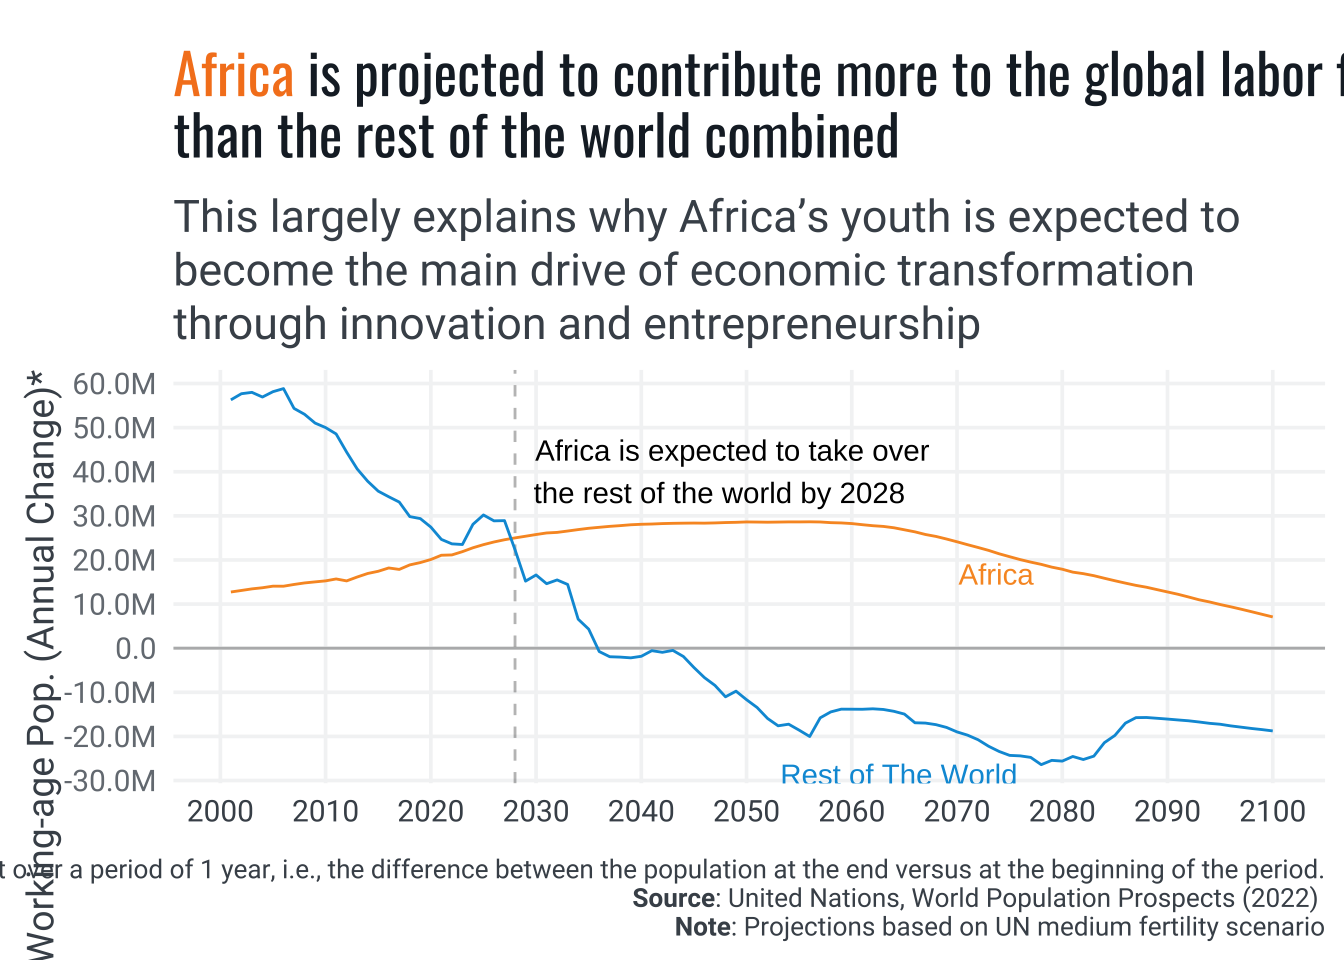 Africa is projected to contribute more to the global labor
than the rest of the world combined
This largely explains why Africa’s youth is expected to
become the main drive of economic transformation
through innovation and entrepreneurship
Working-age Pop. (Annual Change)*
60.0M
50.0M
40.0M
30.0M
20.0M
10.0M
0.0
-10.0M
-20.0M
-30.0M
Africa is expected to take over
the rest of the world by 2028
Africa
Rest of The World
2000 2010 2020 2030 2040 2050 2060 2070 2080 2090 2100
over a period of 1 year, i.e., the difference between the population at the end versus at the beginning of the period.
Source: United Nations, World Population Prospects (2022)
Note: Projections based on UN medium fertility scenario